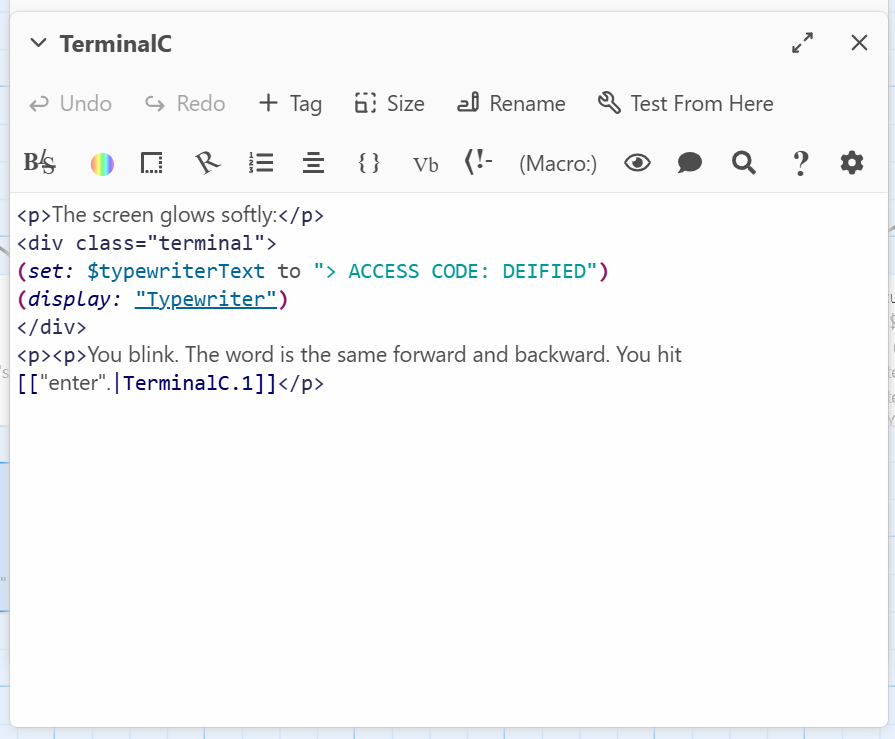 TerminalC
Undo Redo + Tag Size Rename Test From Here
B/S R { } Vb (!- (Macro:) ?
<p>The screen glows softly:</p>
<div class="terminal">
(set: $typewriterText to "> ACCESS CODE: DEIFIED")
(display: "Typewriter")
</div>
<p><p>You blink. The word is the same forward and backward. You hit
[["enter".|TerminalC.1]]</p>